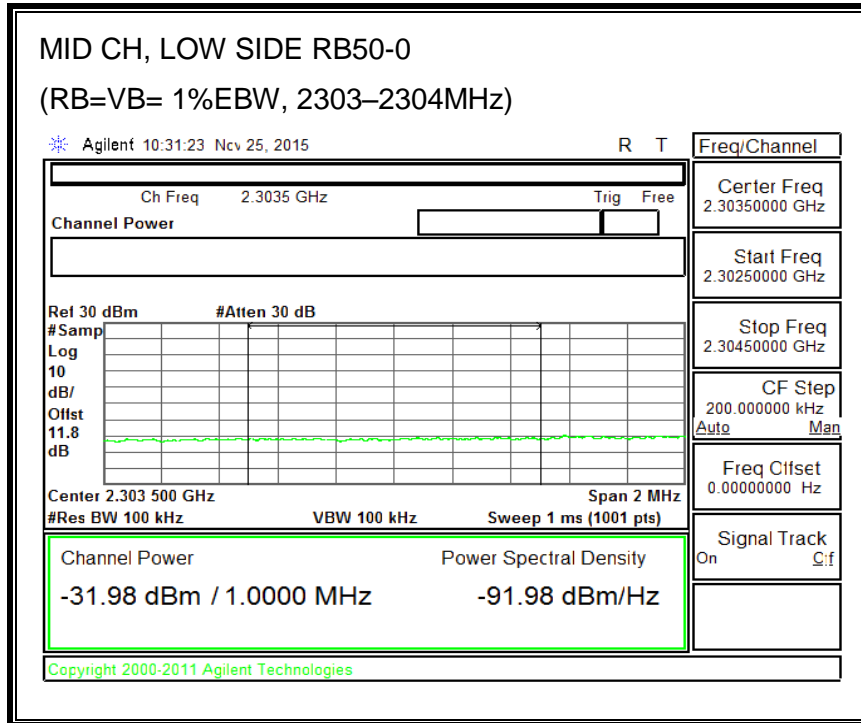 MID CH, LOW SIDE RB50-0
(RB=VB= 1%EBW, 2303–2304MHz)
Agilent 10:31:23 Nov 25, 2015 R T
Freq/Channel
Ch Freq 2.3035 GHz Trig Free
Channel Power
Center Freq
2.30350000 GHz
Start Freq
2.30250000 GHz
Stop Freq
2.30450000 GHz
CF Step
200.000000 kHz
Auto Man
Freq Offset
0.00000000 Hz
Signal Track
On Off
Ref 30 dBm #Atten 30 dB
#Samp
Log
10
dB/
Offst
11.8
dB
Center 2.303 500 GHz Span 2 MHz
#Res BW 100 kHz VBW 100 kHz Sweep 1 ms (1001 pts)
Channel Power Power Spectral Density
-31.98 dBm / 1.0000 MHz -91.98 dBm/Hz
Copyright 2000-2011 Agilent Technologies